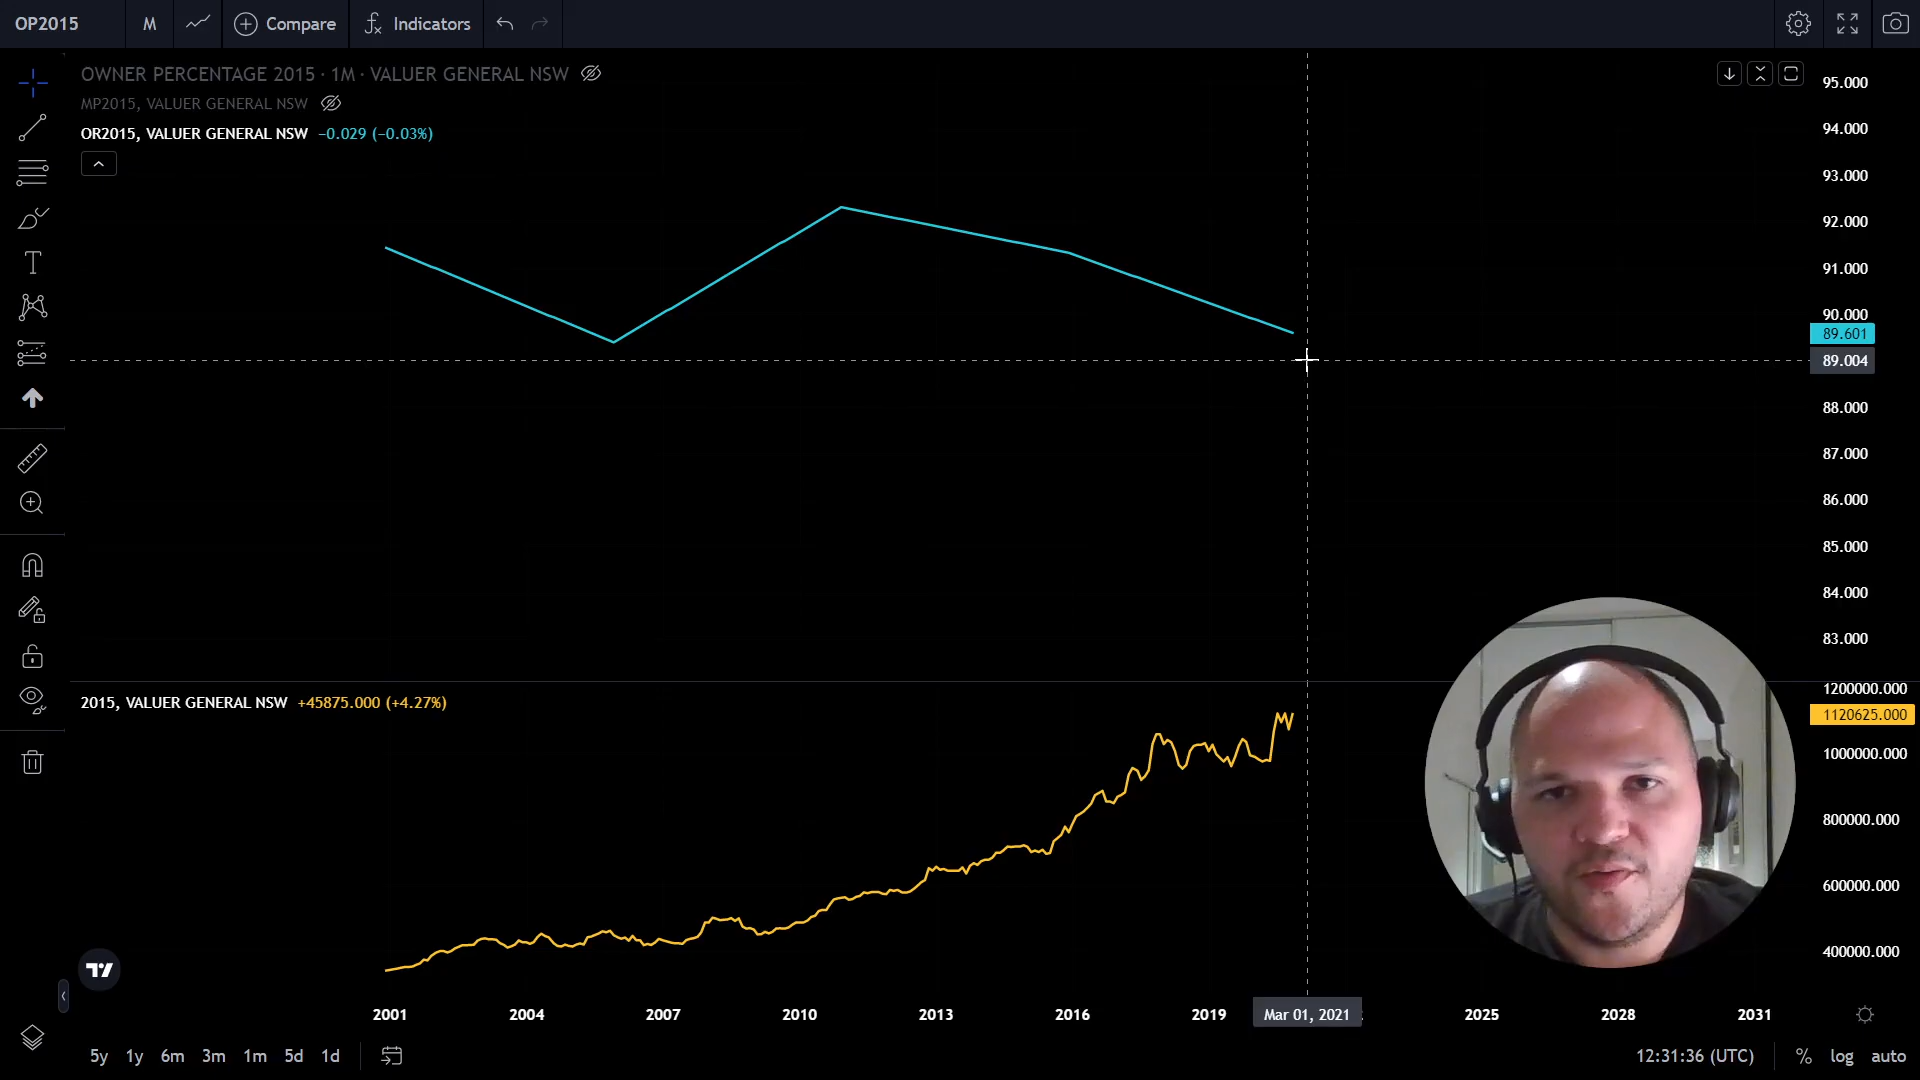 OP2015 M Compare Indicators
OWNER PERCENTAGE 2015 · 1M · VALUER GENERAL NSW
MP2015, VALUER GENERAL NSW
OR2015, VALUER GENERAL NSW −0.029 (−0.03%)
95.000
94.000
93.000
92.000
91.000
90.000
89.601
89.004
88.000
87.000
86.000
85.000
84.000
83.000
2015, VALUER GENERAL NSW +45875.000 (+4.27%)
1200000.000
1120625.000
1000000.000
800000.000
600000.000
400000.000
2001 2004 2007 2010 2013 2016 2019 Mar 01, 2021 2025 2028 2031
5y 1y 6m 3m 1m 5d 1d 12:31:36 (UTC) % log auto